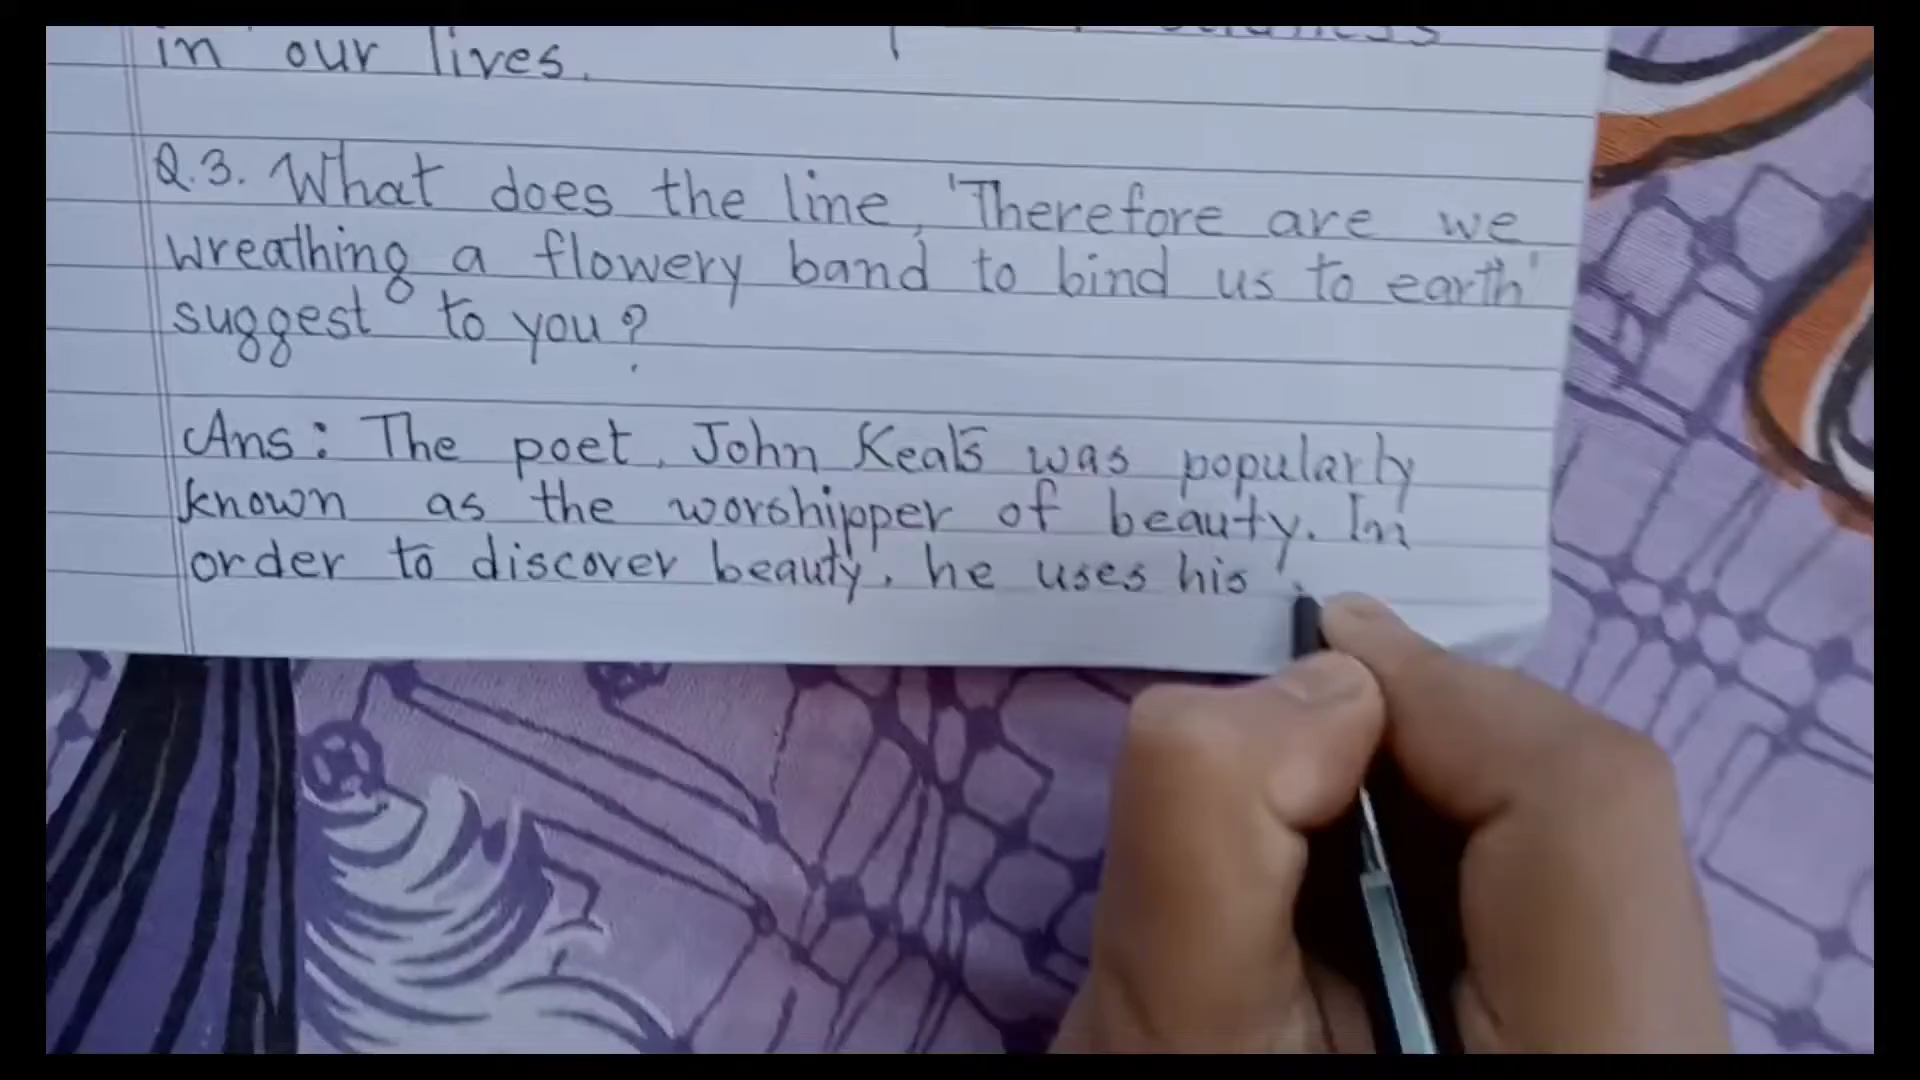 in our lives.
Q.3. What does the line, 'Therefore are we
wreathing a flowery band to bind us to earth'
suggest to you?
Ans: The poet, John Keats was popularly
known as the worshipper of beauty. In
order to discover beauty, he uses his